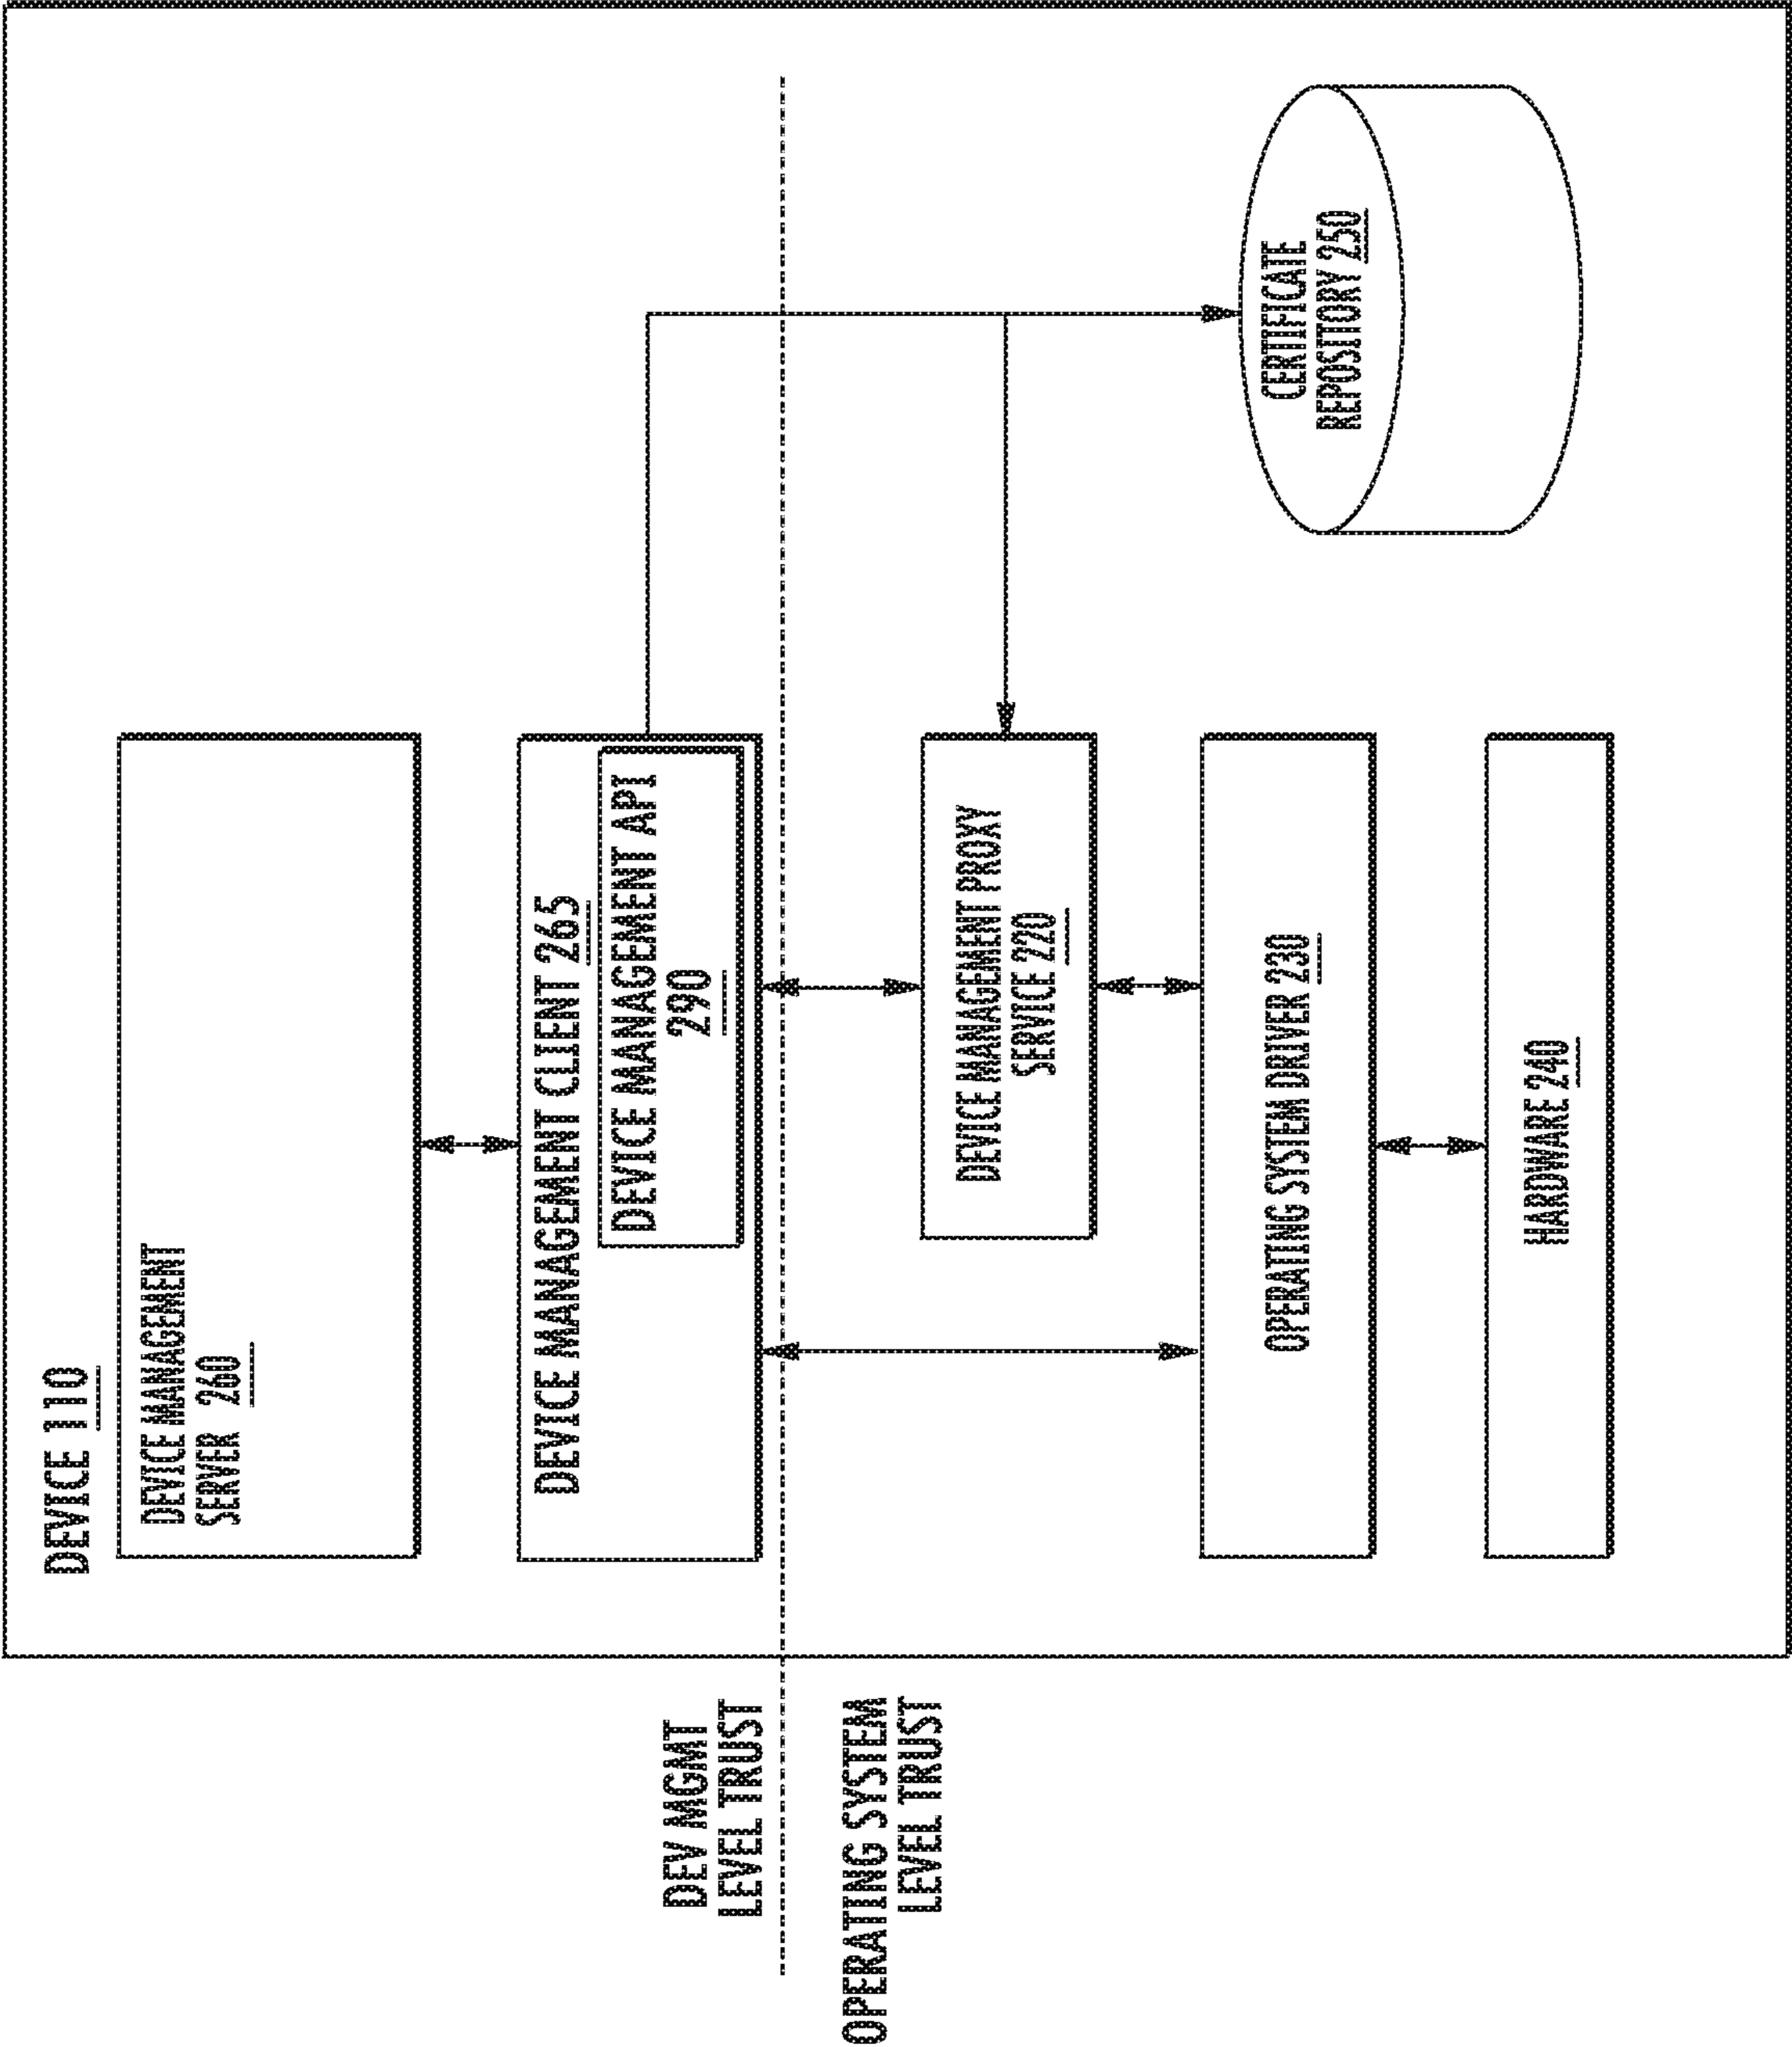 DEVICE 110
DEVICE MANAGEMENT
SERVER 260
DEVICE MANAGEMENT CLIENT 265
DEVICE MANAGEMENT API
290
DEV MGMT
LEVEL TRUST
OPERATING SYSTEM
LEVEL TRUST
DEVICE MANAGEMENT PROXY
SERVICE 220
OPERATING SYSTEM DRIVER 230
CERTIFICATE
REPOSITORY 250
HARDWARE 240